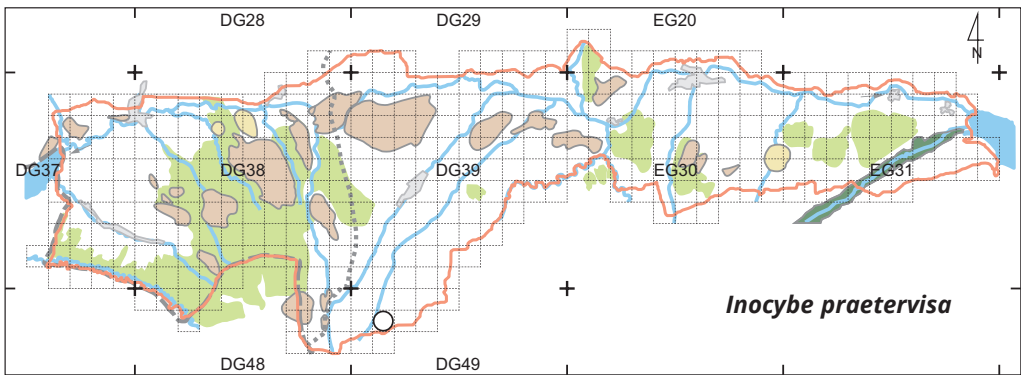 DG28 DG29 EG20
N
DG37 DG38 DG39 EG30 EG31
Inocybe praetervisa
DG48 DG49